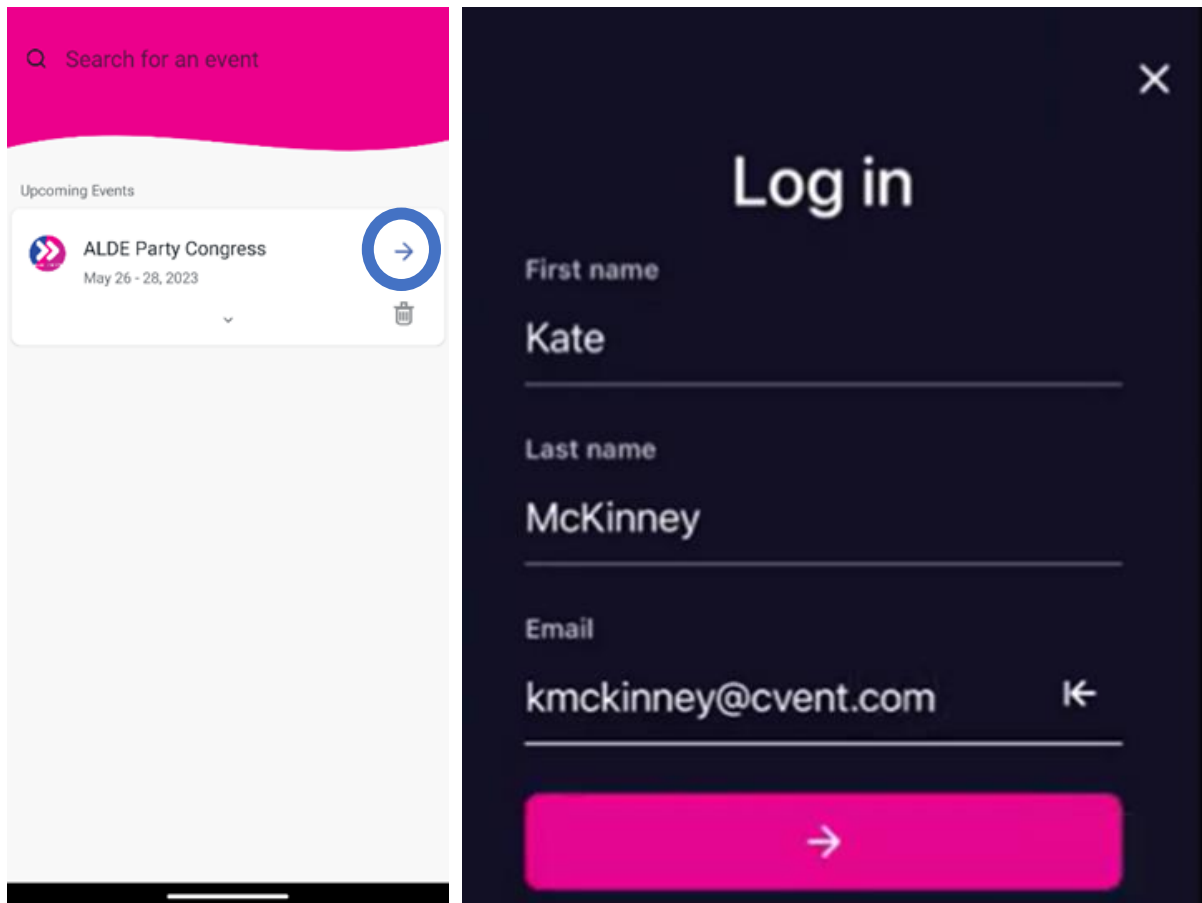 Search for an event
Upcoming Events
ALDE Party Congress
May 26 - 28, 2023
Log in
First name
Kate
Last name
McKinney
Email
kmckinney@cvent.com